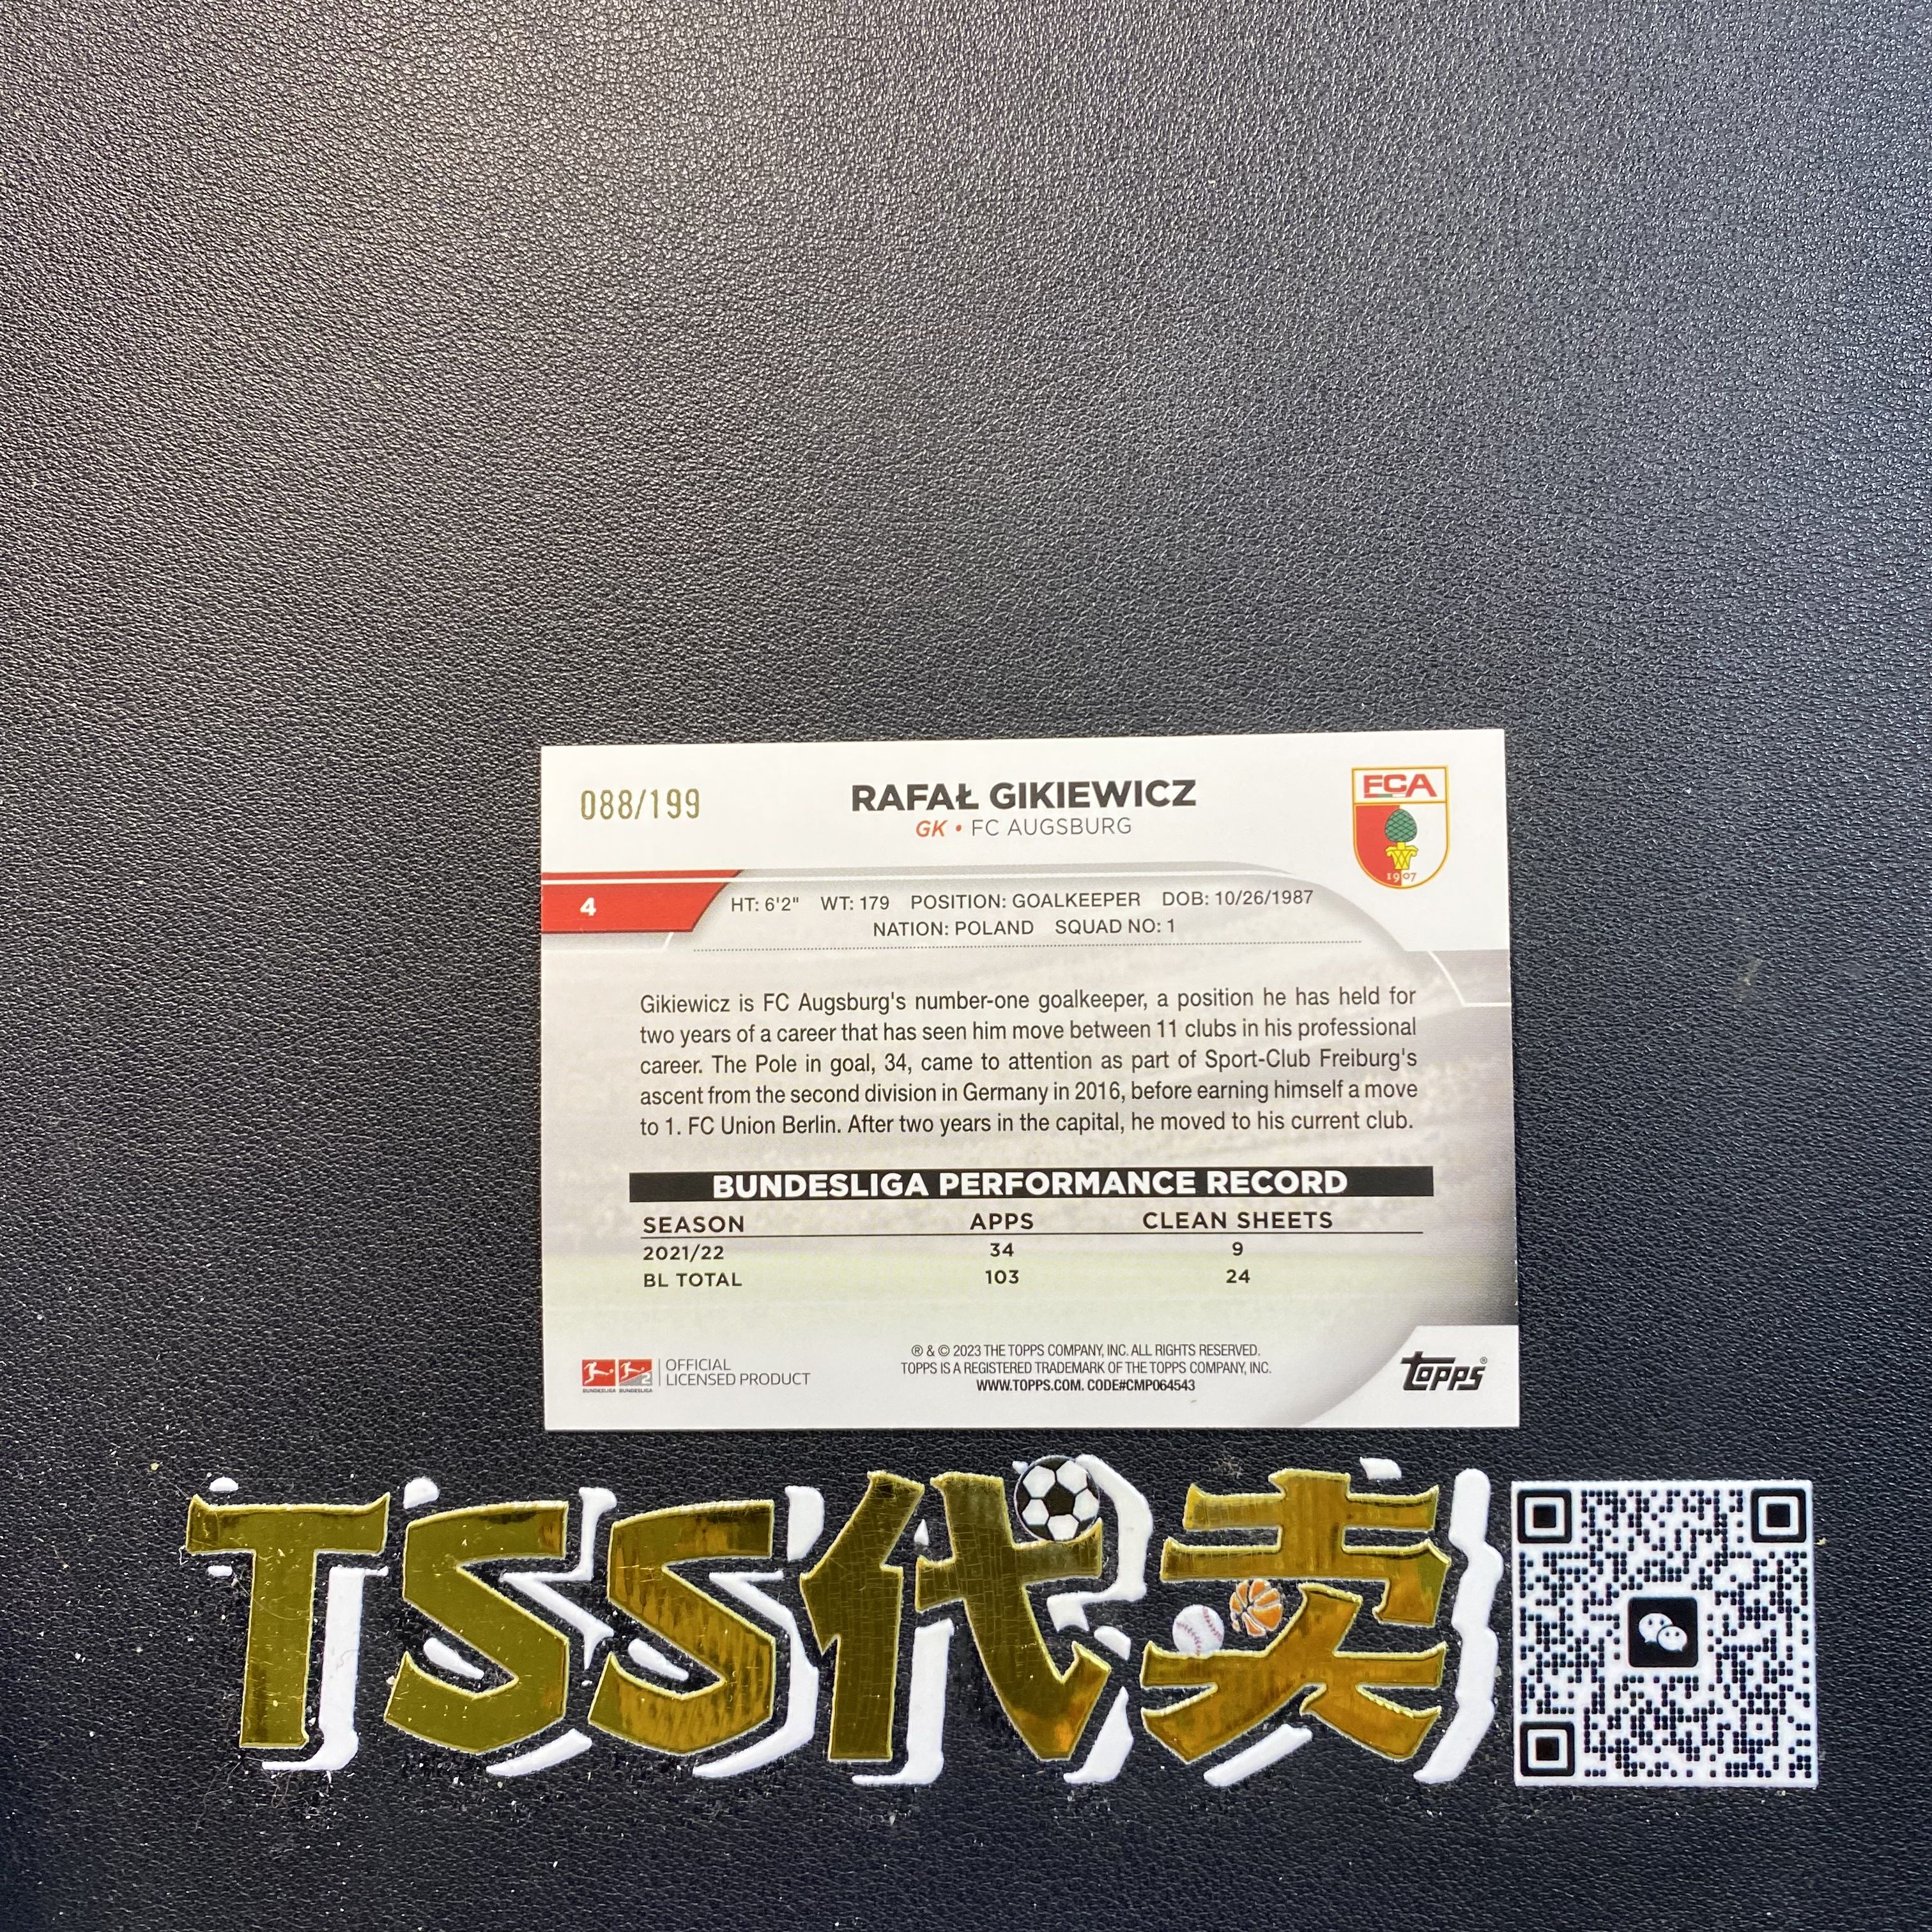 088/199
RAFAŁ GIKIEWICZ
GK • FC AUGSBURG
FCA
1907
4
HT: 6'2" WT: 179 POSITION: GOALKEEPER DOB: 10/26/1987
NATION: POLAND SQUAD NO: 1
Gikiewicz is FC Augsburg's number-one goalkeeper, a position he has held for
two years of a career that has seen him move between 11 clubs in his professional
career. The Pole in goal, 34, came to attention as part of Sport-Club Freiburg's
ascent from the second division in Germany in 2016, before earning himself a move
to 1. FC Union Berlin. After two years in the capital, he moved to his current club.
BUNDESLIGA PERFORMANCE RECORD
SEASON APPS CLEAN SHEETS
2021/22 34 9
BL TOTAL 103 24
BUNDESLIGA BUNDESLIGA
2
OFFICIAL
LICENSED PRODUCT
® & © 2023 THE TOPPS COMPANY, INC. ALL RIGHTS RESERVED.
TOPPS IS A REGISTERED TRADEMARK OF THE TOPPS COMPANY, INC.
WWW.TOPPS.COM. CODE#CMP064543
topps®
TSS代卖